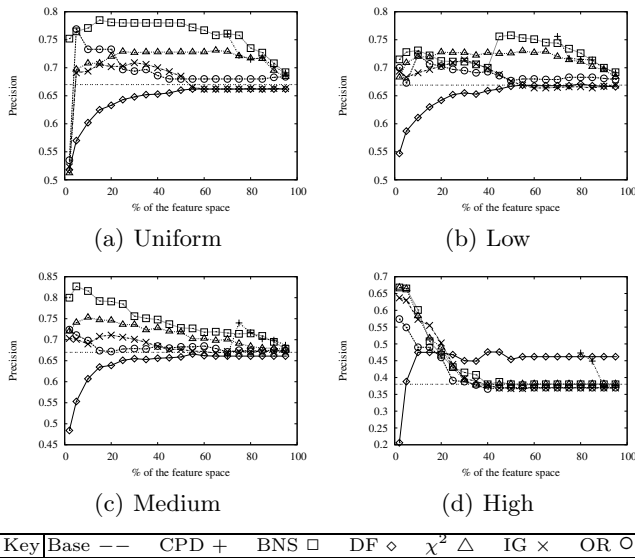 0.8
0.75
0.7
0.65
0.6
0.55
0.5
Precision
0 20 40 60 80 100
% of the feature space
(a) Uniform
0.8
0.75
0.7
0.65
0.6
0.55
0.5
Precision
0 20 40 60 80 100
% of the feature space
(b) Low
0.85
0.8
0.75
0.7
0.65
0.6
0.55
0.5
0.45
Precision
0 20 40 60 80 100
% of the feature space
(c) Medium
0.7
0.65
0.6
0.55
0.5
0.45
0.4
0.35
0.3
0.25
0.2
Precision
0 20 40 60 80 100
% of the feature space
(d) High
Key Base −− CPD + BNS □ DF ◇ χ² △ IG × OR ○